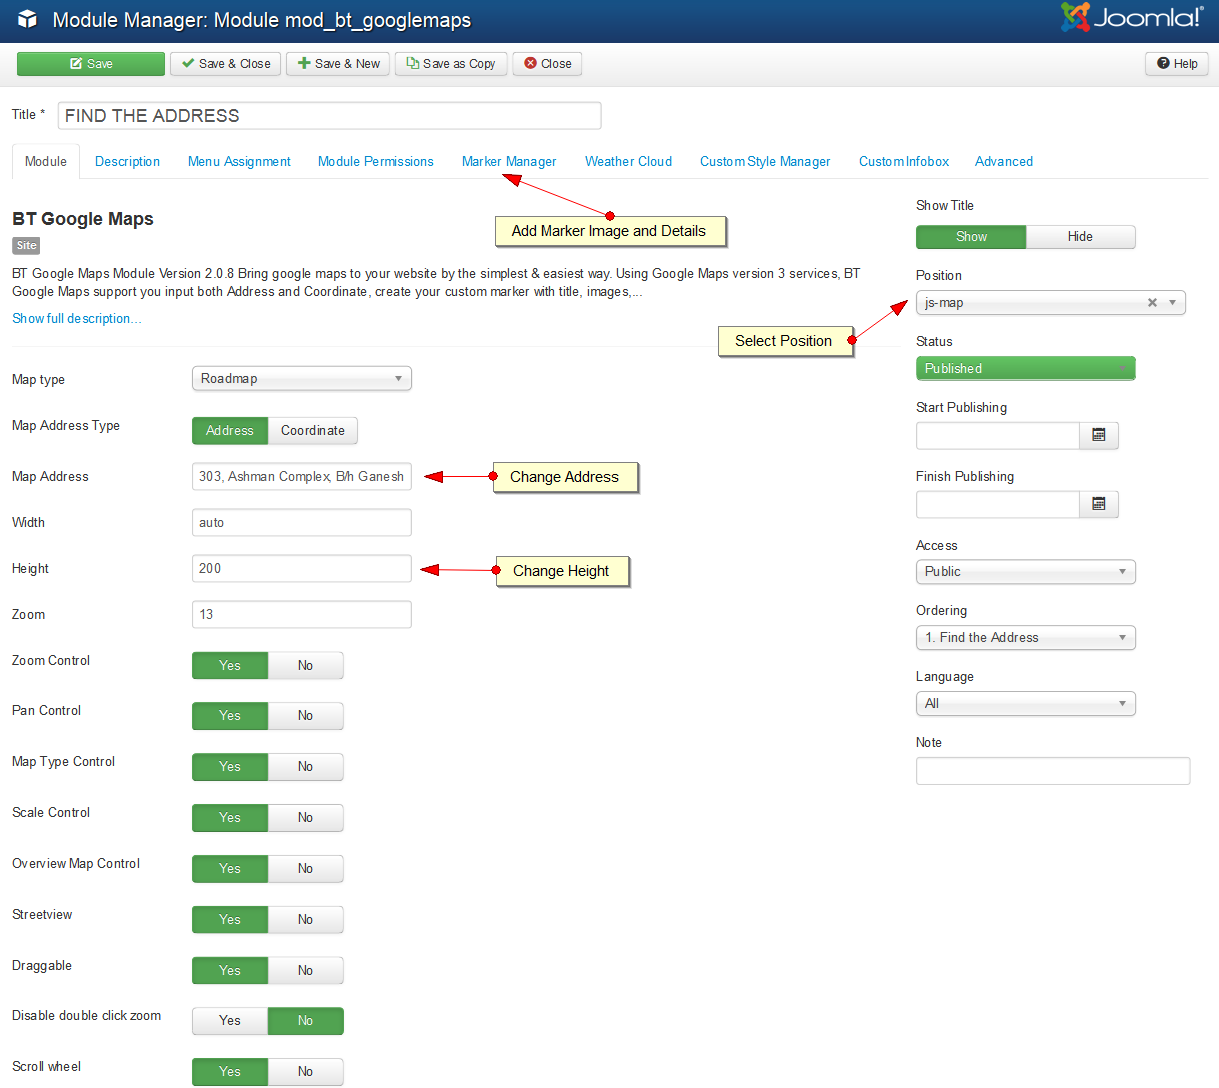 Module Manager: Module mod_bt_googlemaps
Joomla!®
Save
Save & Close
Save & New
Save as Copy
Close
Help
Title *
FIND THE ADDRESS
Module
Description
Menu Assignment
Module Permissions
Marker Manager
Weather Cloud
Custom Style Manager
Custom Infobox
Advanced
Add Marker Image and Details
BT Google Maps
Site
BT Google Maps Module Version 2.0.8 Bring google maps to your website by the simplest & easiest way. Using Google Maps version 3 services, BT
Google Maps support you input both Address and Coordinate, create your custom marker with title, images,...
Show full description...
Select Position
Map type
Roadmap
Map Address Type
Address
Coordinate
Map Address
303, Ashman Complex, B/h Ganesh
Change Address
Width
auto
Height
200
Change Height
Zoom
13
Zoom Control
Yes
No
Pan Control
Yes
No
Map Type Control
Yes
No
Scale Control
Yes
No
Overview Map Control
Yes
No
Streetview
Yes
No
Draggable
Yes
No
Disable double click zoom
Yes
No
Scroll wheel
Yes
No
Show Title
Show
Hide
Position
js-map
Status
Published
Start Publishing
Finish Publishing
Access
Public
Ordering
1. Find the Address
Language
All
Note